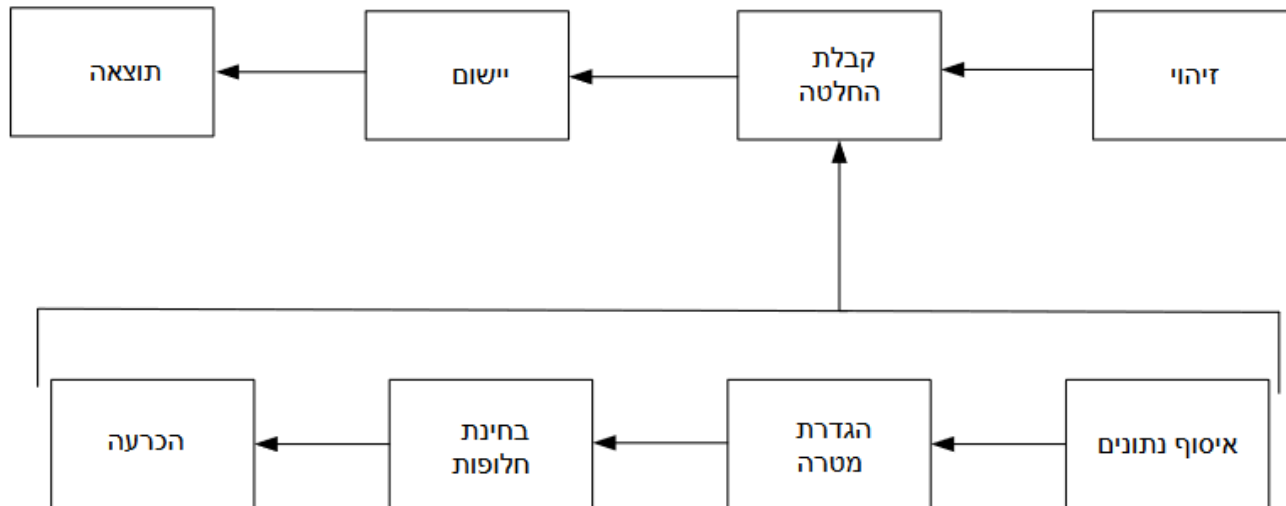 זיהוי
קבלת
החלטה
יישום
תוצאה
איסוף נתונים
הגדרת
מטרה
בחינת
חלופות
הכרעה